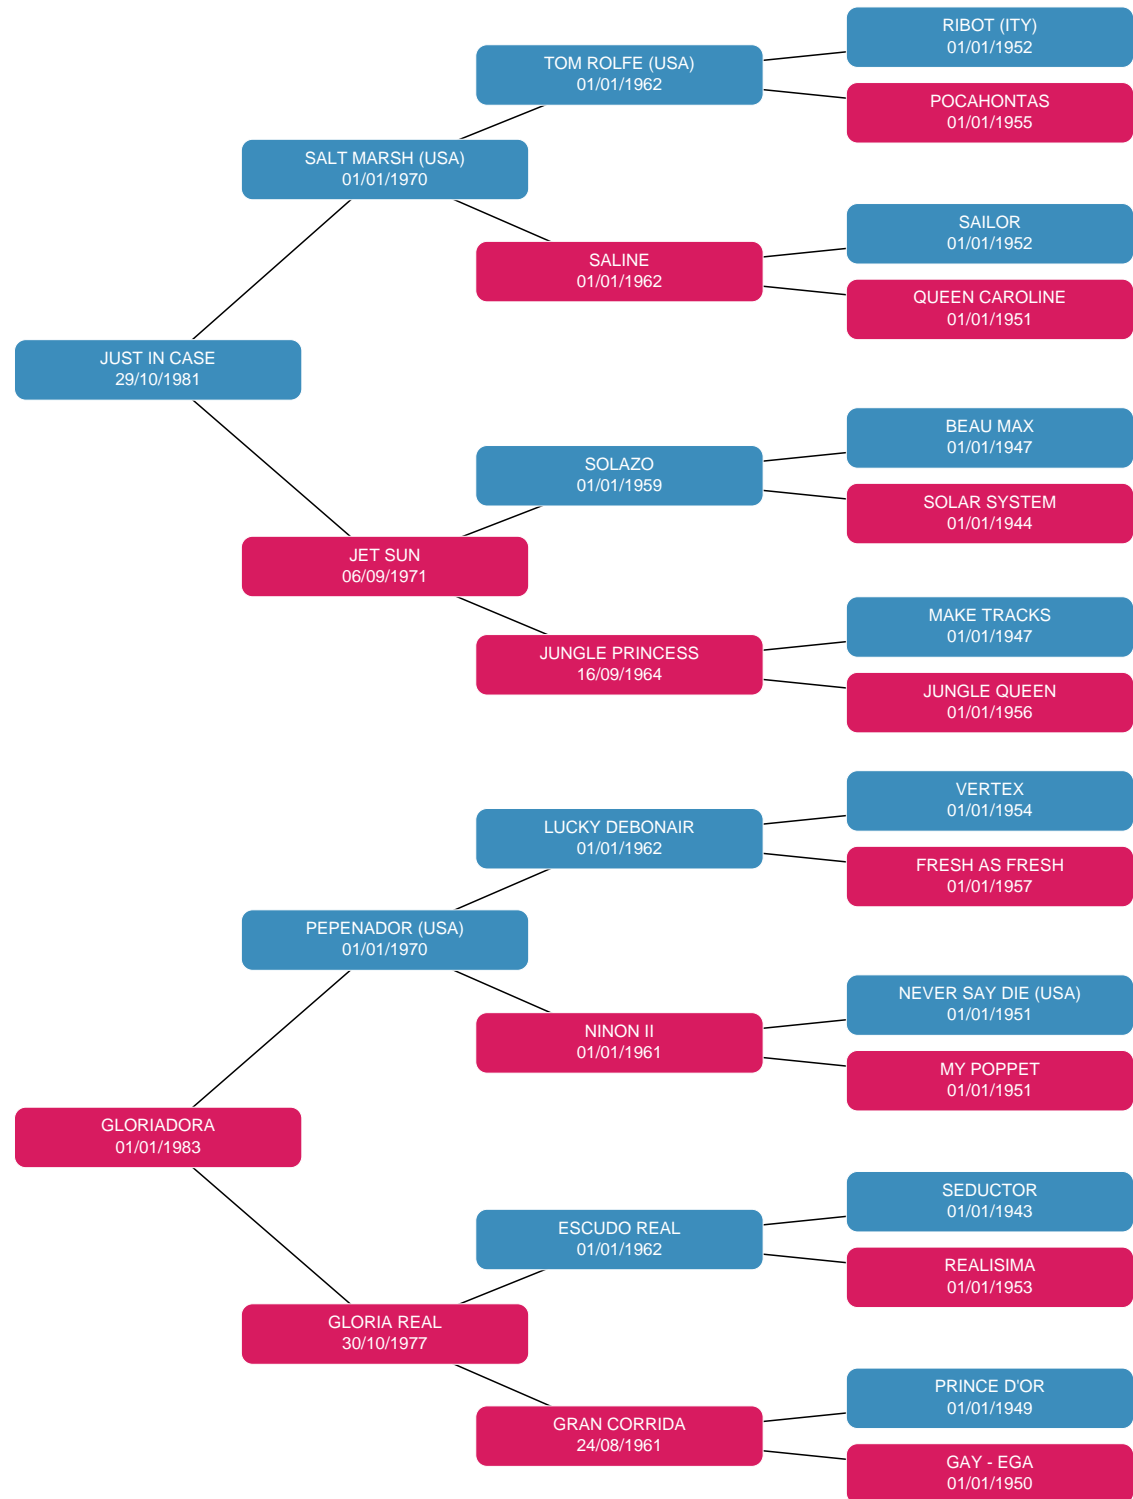 RIBOT (ITY)
01/01/1952
TOM ROLFE (USA)
01/01/1962
POCAHONTAS
01/01/1955
SALT MARSH (USA)
01/01/1970
SAILOR
01/01/1952
SALINE
01/01/1962
QUEEN CAROLINE
01/01/1951
JUST IN CASE
29/10/1981
BEAU MAX
01/01/1947
SOLAZO
01/01/1959
SOLAR SYSTEM
01/01/1944
JET SUN
06/09/1971
MAKE TRACKS
01/01/1947
JUNGLE PRINCESS
16/09/1964
JUNGLE QUEEN
01/01/1956
VERTEX
01/01/1954
LUCKY DEBONAIR
01/01/1962
FRESH AS FRESH
01/01/1957
PEPENADOR (USA)
01/01/1970
NEVER SAY DIE (USA)
01/01/1951
NINON II
01/01/1961
MY POPPET
01/01/1951
GLORIADORA
01/01/1983
SEDUCTOR
01/01/1943
ESCUDO REAL
01/01/1962
REALISIMA
01/01/1953
GLORIA REAL
30/10/1977
PRINCE D'OR
01/01/1949
GRAN CORRIDA
24/08/1961
GAY - EGA
01/01/1950